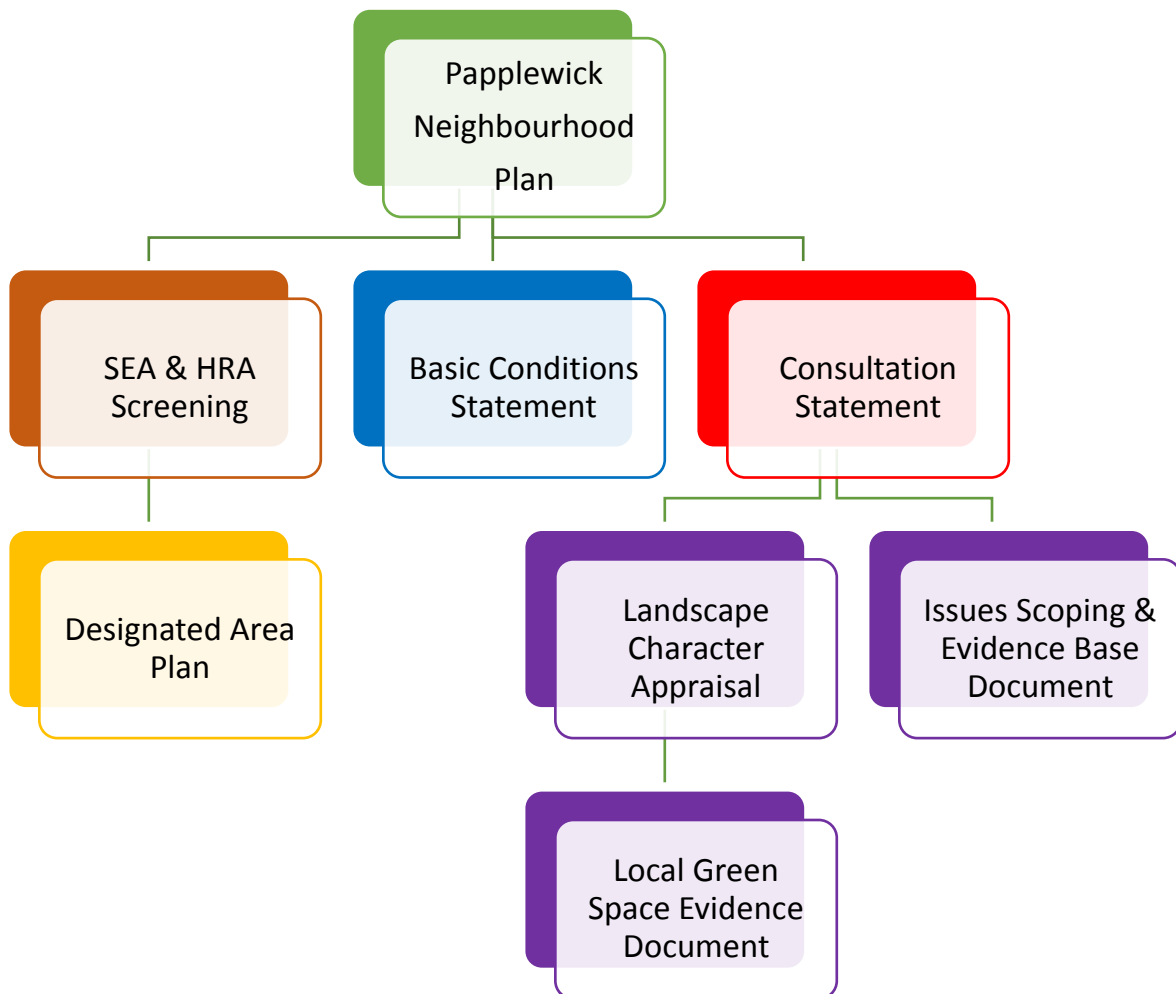 Papplewick
Neighbourhood
Plan
SEA & HRA
Screening
Basic Conditions
Statement
Consultation
Statement
Designated Area
Plan
Landscape
Character
Appraisal
Issues Scoping &
Evidence Base
Document
Local Green
Space Evidence
Document